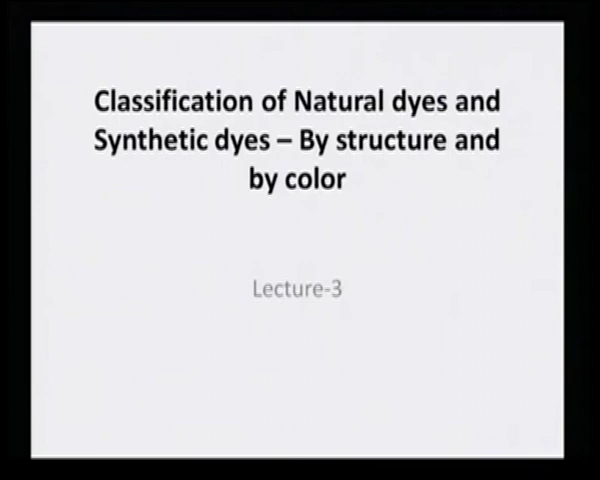 Classification of Natural dyes and
Synthetic dyes – By structure and
by color
Lecture-3